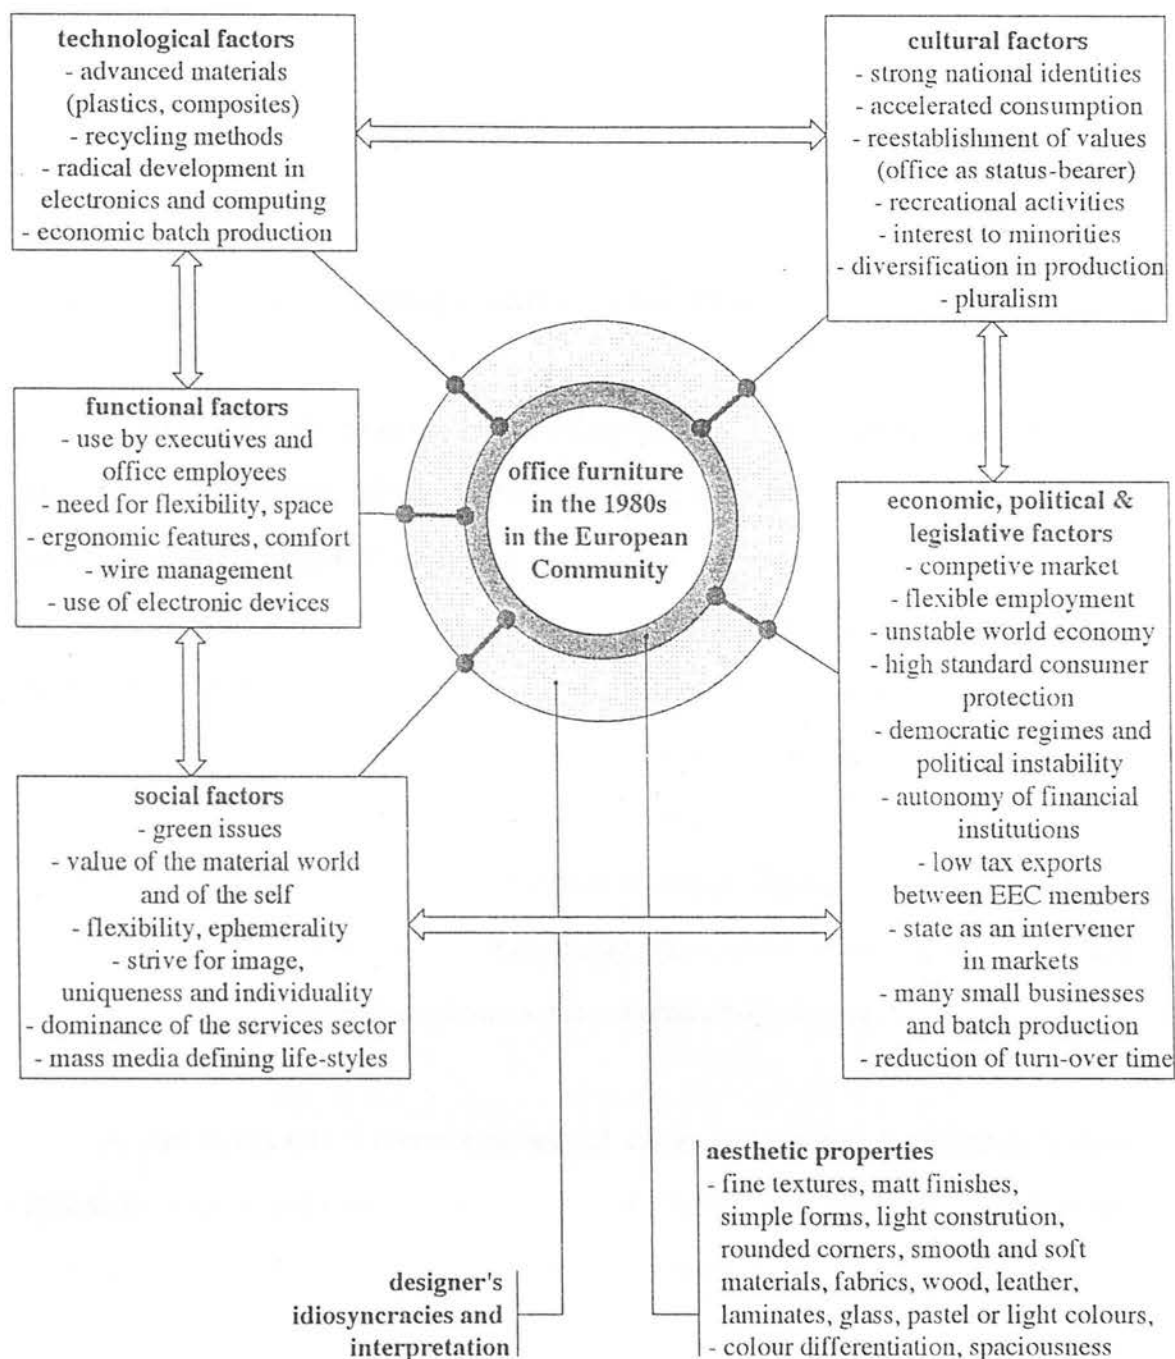 technological factors
- advanced materials
(plastics, composites)
- recycling methods
- radical development in
electronics and computing
- economic batch production
cultural factors
- strong national identities
- accelerated consumption
- reestablishment of values
(office as status-bearer)
- recreational activities
- interest to minorities
- diversification in production
- pluralism
functional factors
- use by executives and
office employees
- need for flexibility, space
- ergonomic features, comfort
- wire management
- use of electronic devices
office furniture
in the 1980s
in the European
Community
economic, political &
legislative factors
- competive market
- flexible employment
- unstable world economy
- high standard consumer
protection
- democratic regimes and
political instability
- autonomy of financial
institutions
- low tax exports
between EEC members
- state as an intervener
in markets
- many small businesses
and batch production
- reduction of turn-over time
social factors
- green issues
- value of the material world
and of the self
- flexibility, ephemerality
- strive for image,
uniqueness and individuality
- dominance of the services sector
- mass media defining life-styles
designer's
idiosyncracies and
interpretation
aesthetic properties
- fine textures, matt finishes,
simple forms, light constrution,
rounded corners, smooth and soft
materials, fabrics, wood, leather,
laminates, glass, pastel or light colours,
- colour differentiation, spaciousness